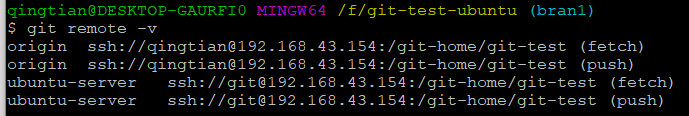 qingtian@DESKTOP-GAURFI0 MINGW64 /f/git-test-ubuntu (bran1)
$ git remote -v
origin  ssh://qingtian@192.168.43.154:/git-home/git-test (fetch)
origin  ssh://qingtian@192.168.43.154:/git-home/git-test (push)
ubuntu-server   ssh://git@192.168.43.154:/git-home/git-test (fetch)
ubuntu-server   ssh://git@192.168.43.154:/git-home/git-test (push)